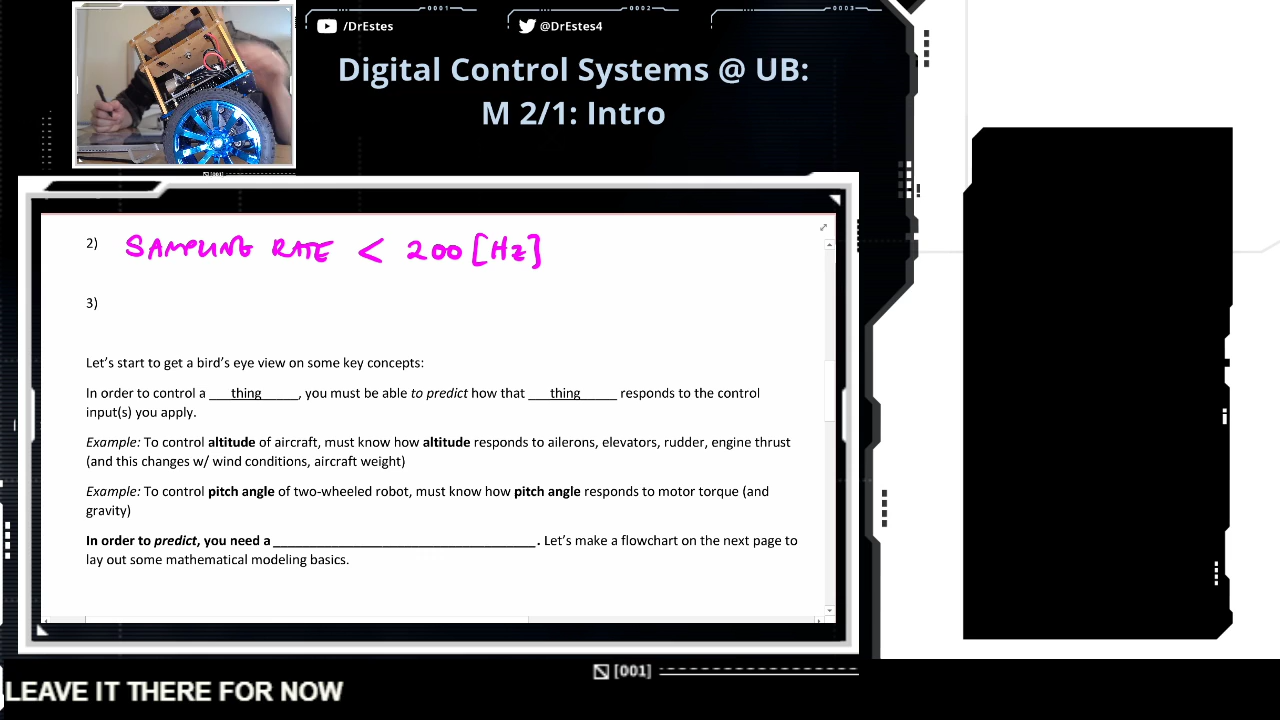 0001
0002
0003
/DrEstes
@DrEstes4
Digital Control Systems @ UB:
M 2/1: Intro
[001]
2) SAMPLING RATE < 200 [Hz]
3)
Let's start to get a bird's eye view on some key concepts:
In order to control a ___thing_____, you must be able to predict how that ___thing_____ responds to the control
input(s) you apply.
Example: To control altitude of aircraft, must know how altitude responds to ailerons, elevators, rudder, engine thrust
(and this changes w/ wind conditions, aircraft weight)
Example: To control pitch angle of two-wheeled robot, must know how pitch angle responds to motor torque (and
gravity)
In order to predict, you need a ___________________________________. Let's make a flowchart on the next page to
lay out some mathematical modeling basics.
[001]
LEAVE IT THERE FOR NOW